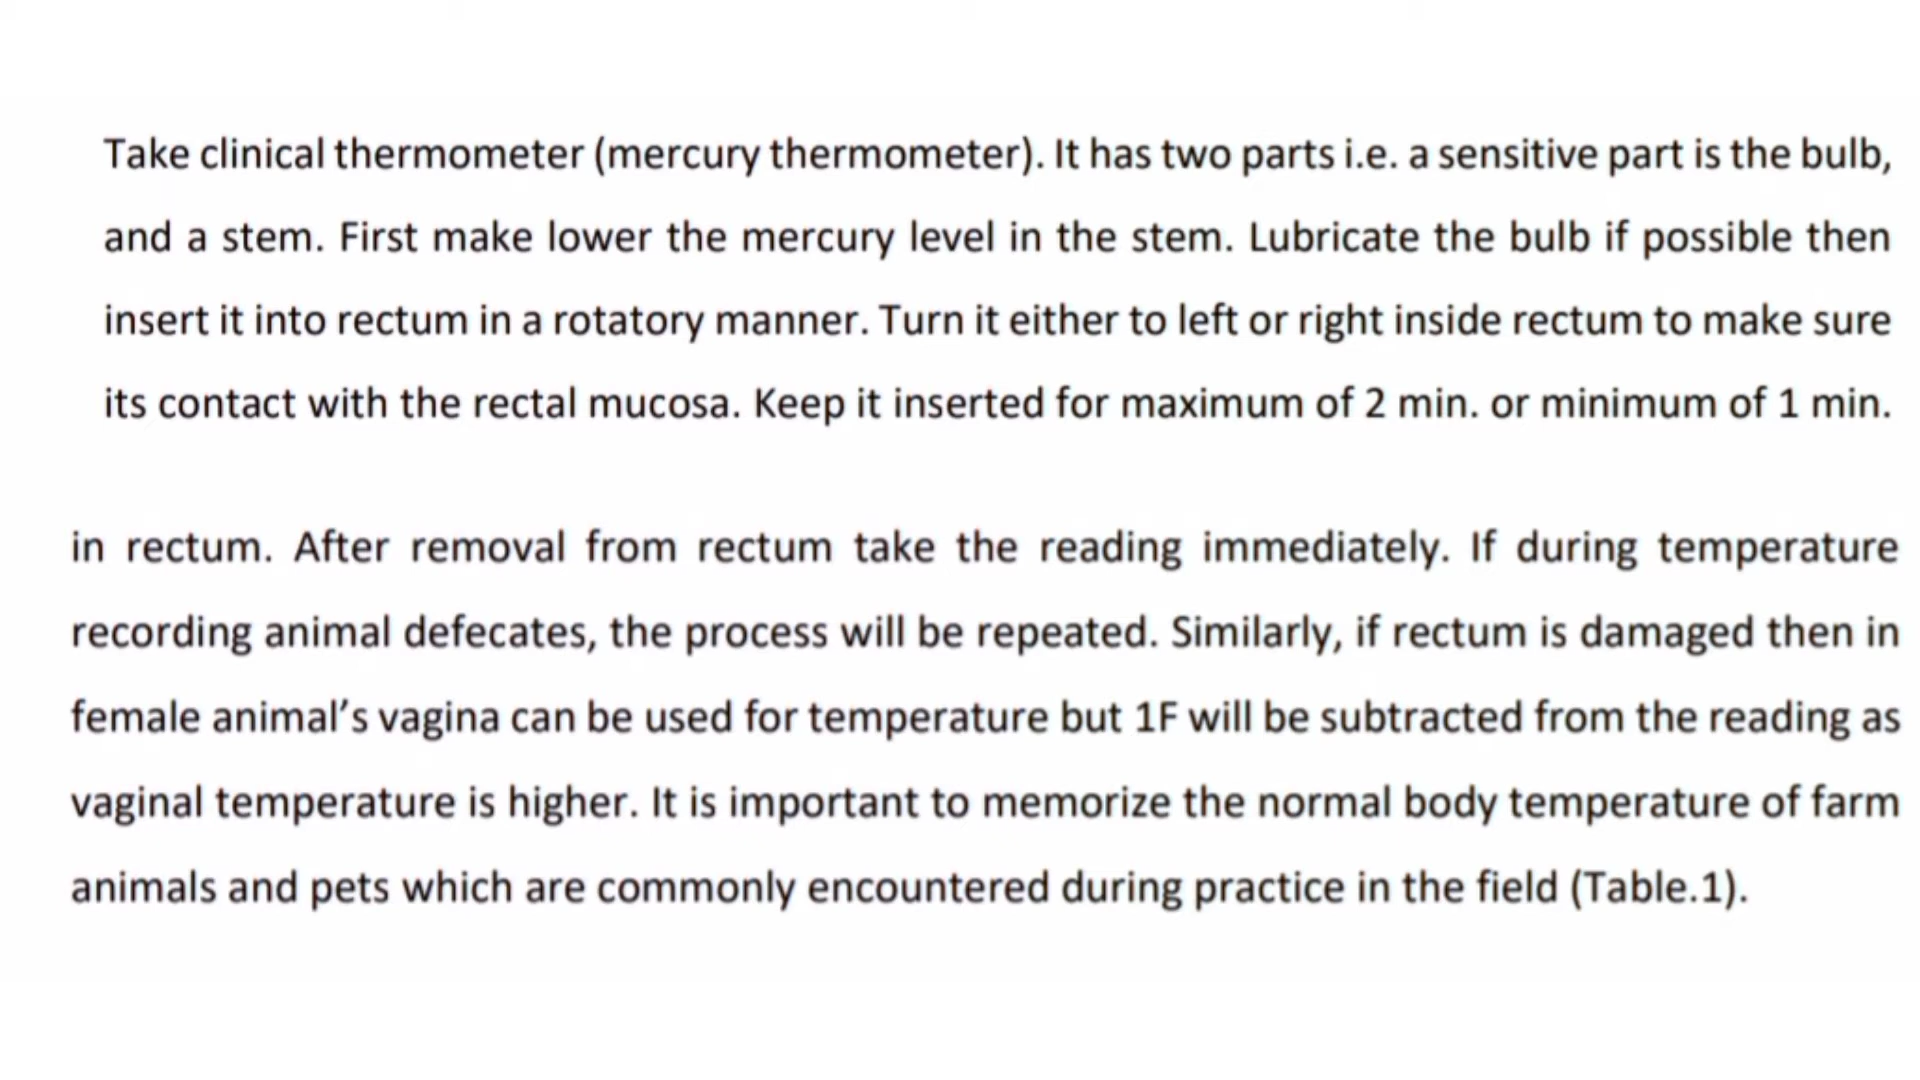 Take clinical thermometer (mercury thermometer). It has two parts i.e. a sensitive part is the bulb,
and a stem. First make lower the mercury level in the stem. Lubricate the bulb if possible then
insert it into rectum in a rotatory manner. Turn it either to left or right inside rectum to make sure
its contact with the rectal mucosa. Keep it inserted for maximum of 2 min. or minimum of 1 min.
in rectum. After removal from rectum take the reading immediately. If during temperature
recording animal defecates, the process will be repeated. Similarly, if rectum is damaged then in
female animal’s vagina can be used for temperature but 1F will be subtracted from the reading as
vaginal temperature is higher. It is important to memorize the normal body temperature of farm
animals and pets which are commonly encountered during practice in the field (Table.1).